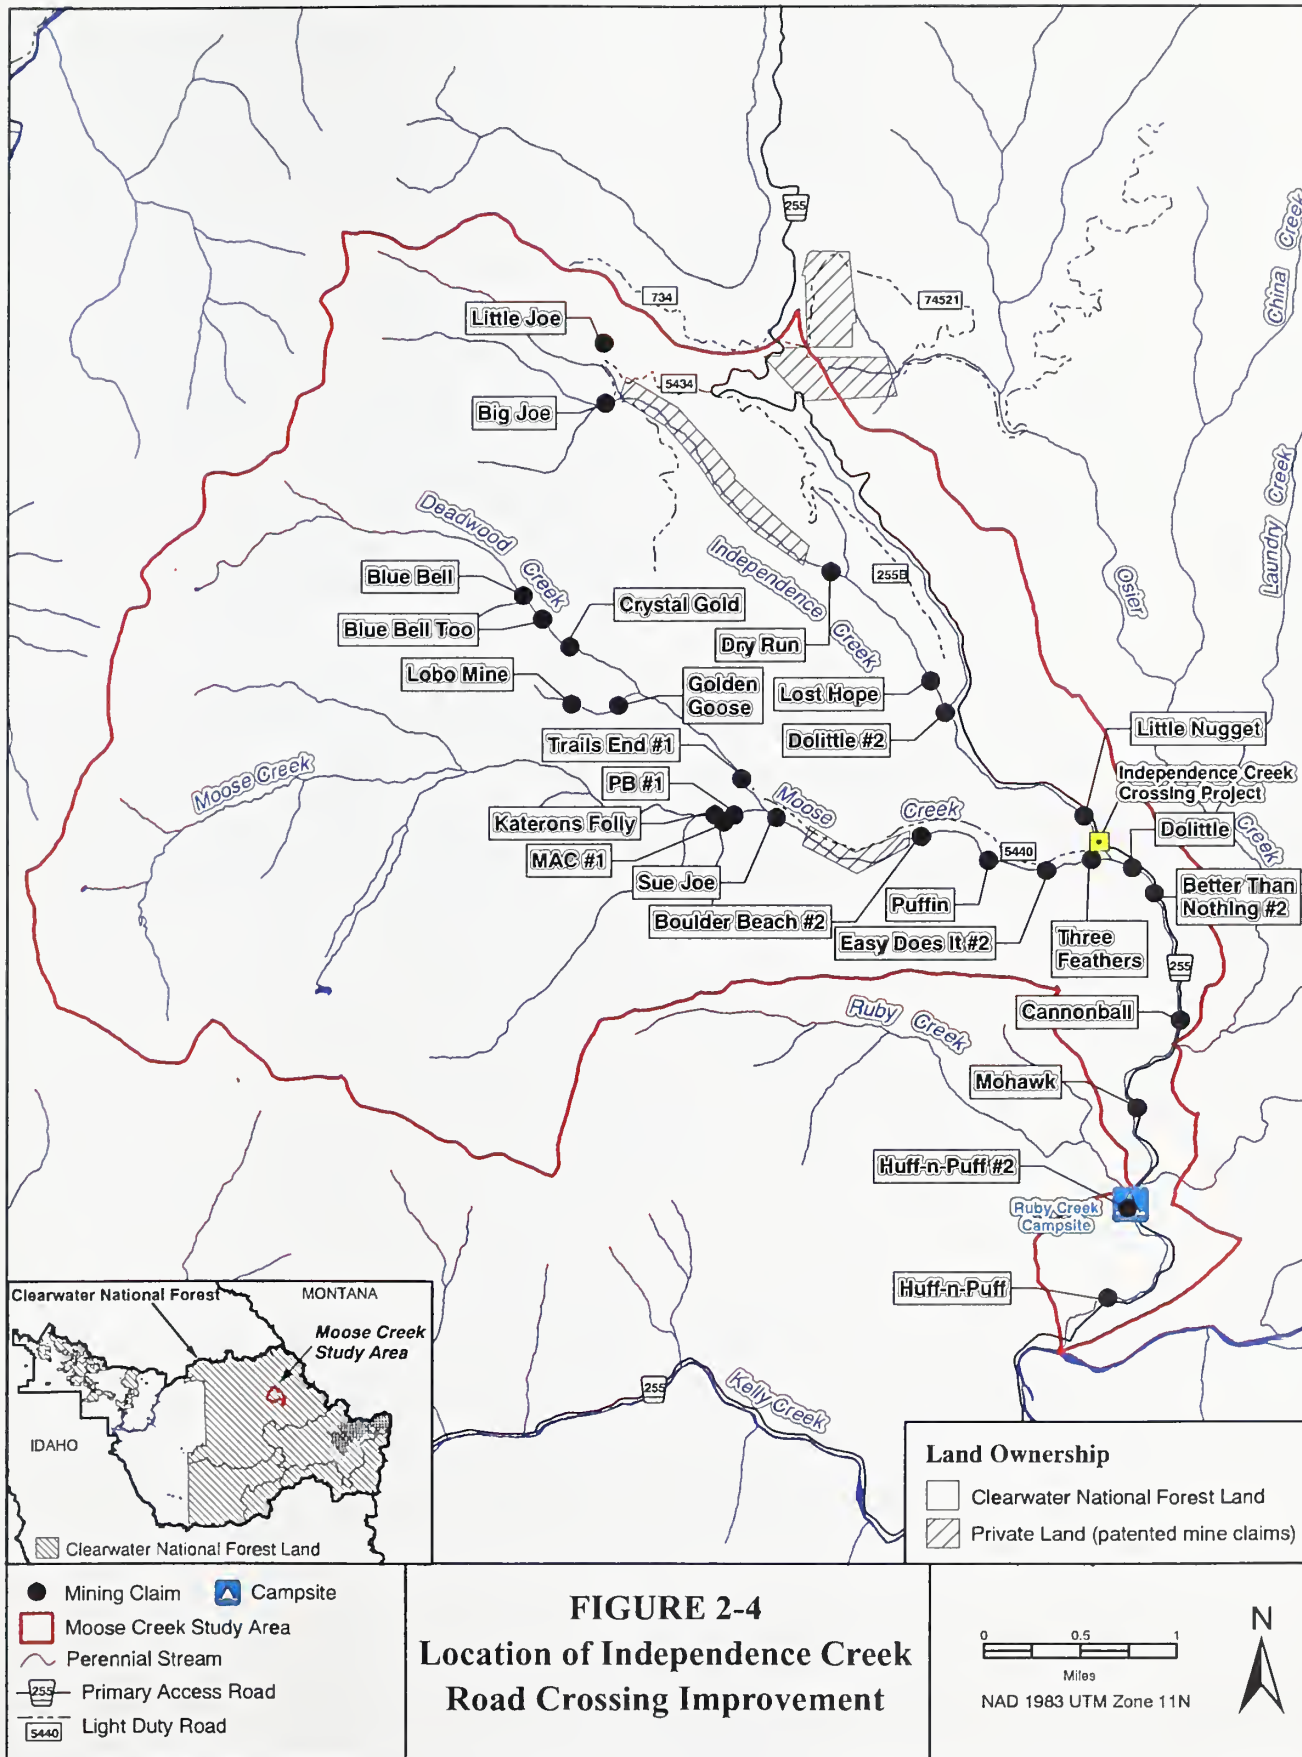 255
734
74521
China Creek
Little Joe
5434
Big Joe
Deadwood
Creek
Laundry Creek
Independence
Creek
Osier
Creek
255B
Blue Bell
Crystal Gold
Blue Bell Too
Dry Run
Lobo Mine
Golden
Goose
Lost Hope
Trails End #1
Dolittle #2
Little Nugget
PB #1
Independence Creek
Crossing Project
Moose Creek
Moose
Creek
Katerons Folly
Dolittle
MAC #1
5440
Sue Joe
Better Than
Nothing #2
Puffin
Boulder Beach #2
Easy Does It #2
Three
Feathers
255
Cannonball
Ruby Creek
Mohawk
Huff-n-Puff #2
Ruby Creek
Campsite
Huff-n-Puff
Clearwater National Forest
MONTANA
Moose Creek
Study Area
IDAHO
Clearwater National Forest Land
255
Kelly Creek
Land Ownership
Clearwater National Forest Land
Private Land (patented mine claims)
Mining Claim
Campsite
Moose Creek Study Area
Perennial Stream
255
Primary Access Road
5440
Light Duty Road
FIGURE 2-4
Location of Independence Creek
Road Crossing Improvement
0 0.5 1
Miles
NAD 1983 UTM Zone 11N
N